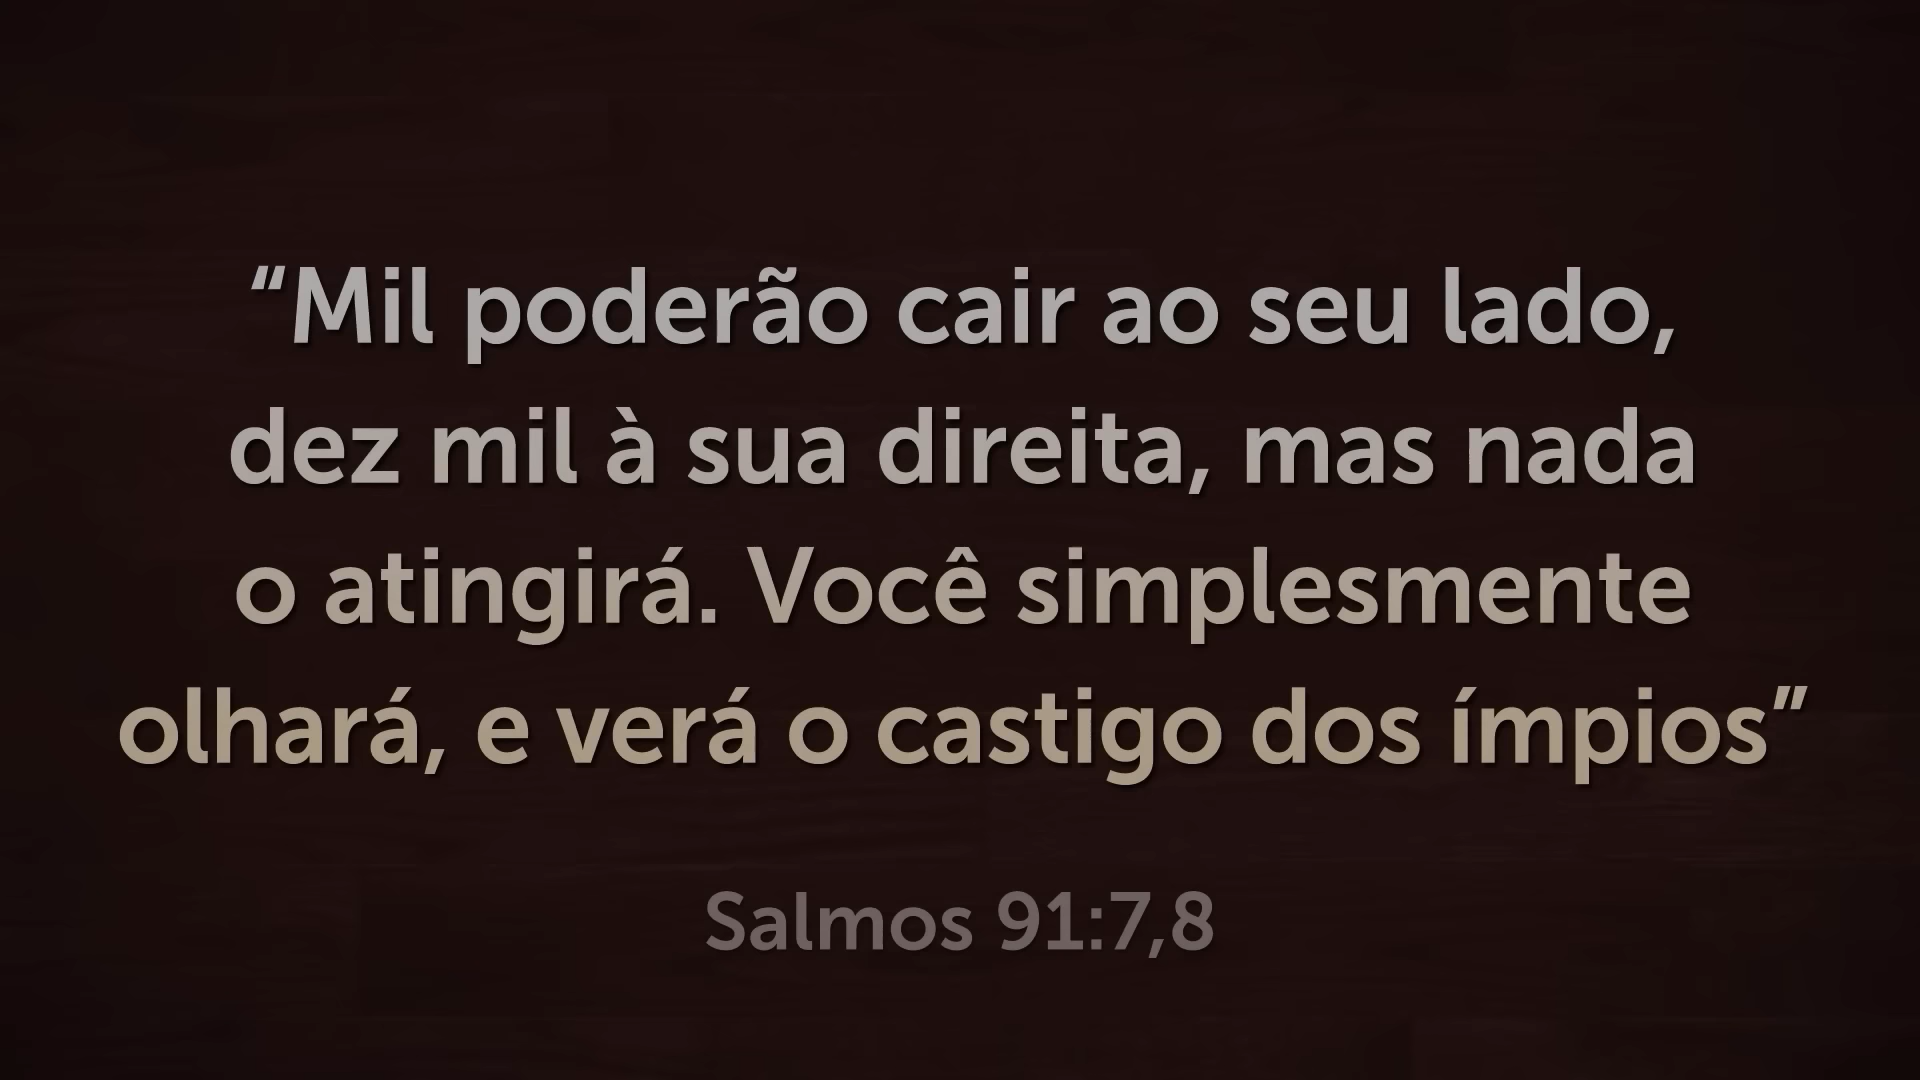 “Mil poderão cair ao seu lado,
dez mil à sua direita, mas nada
o atingirá. Você simplesmente
olhará, e verá o castigo dos ímpios”
Salmos 91:7,8